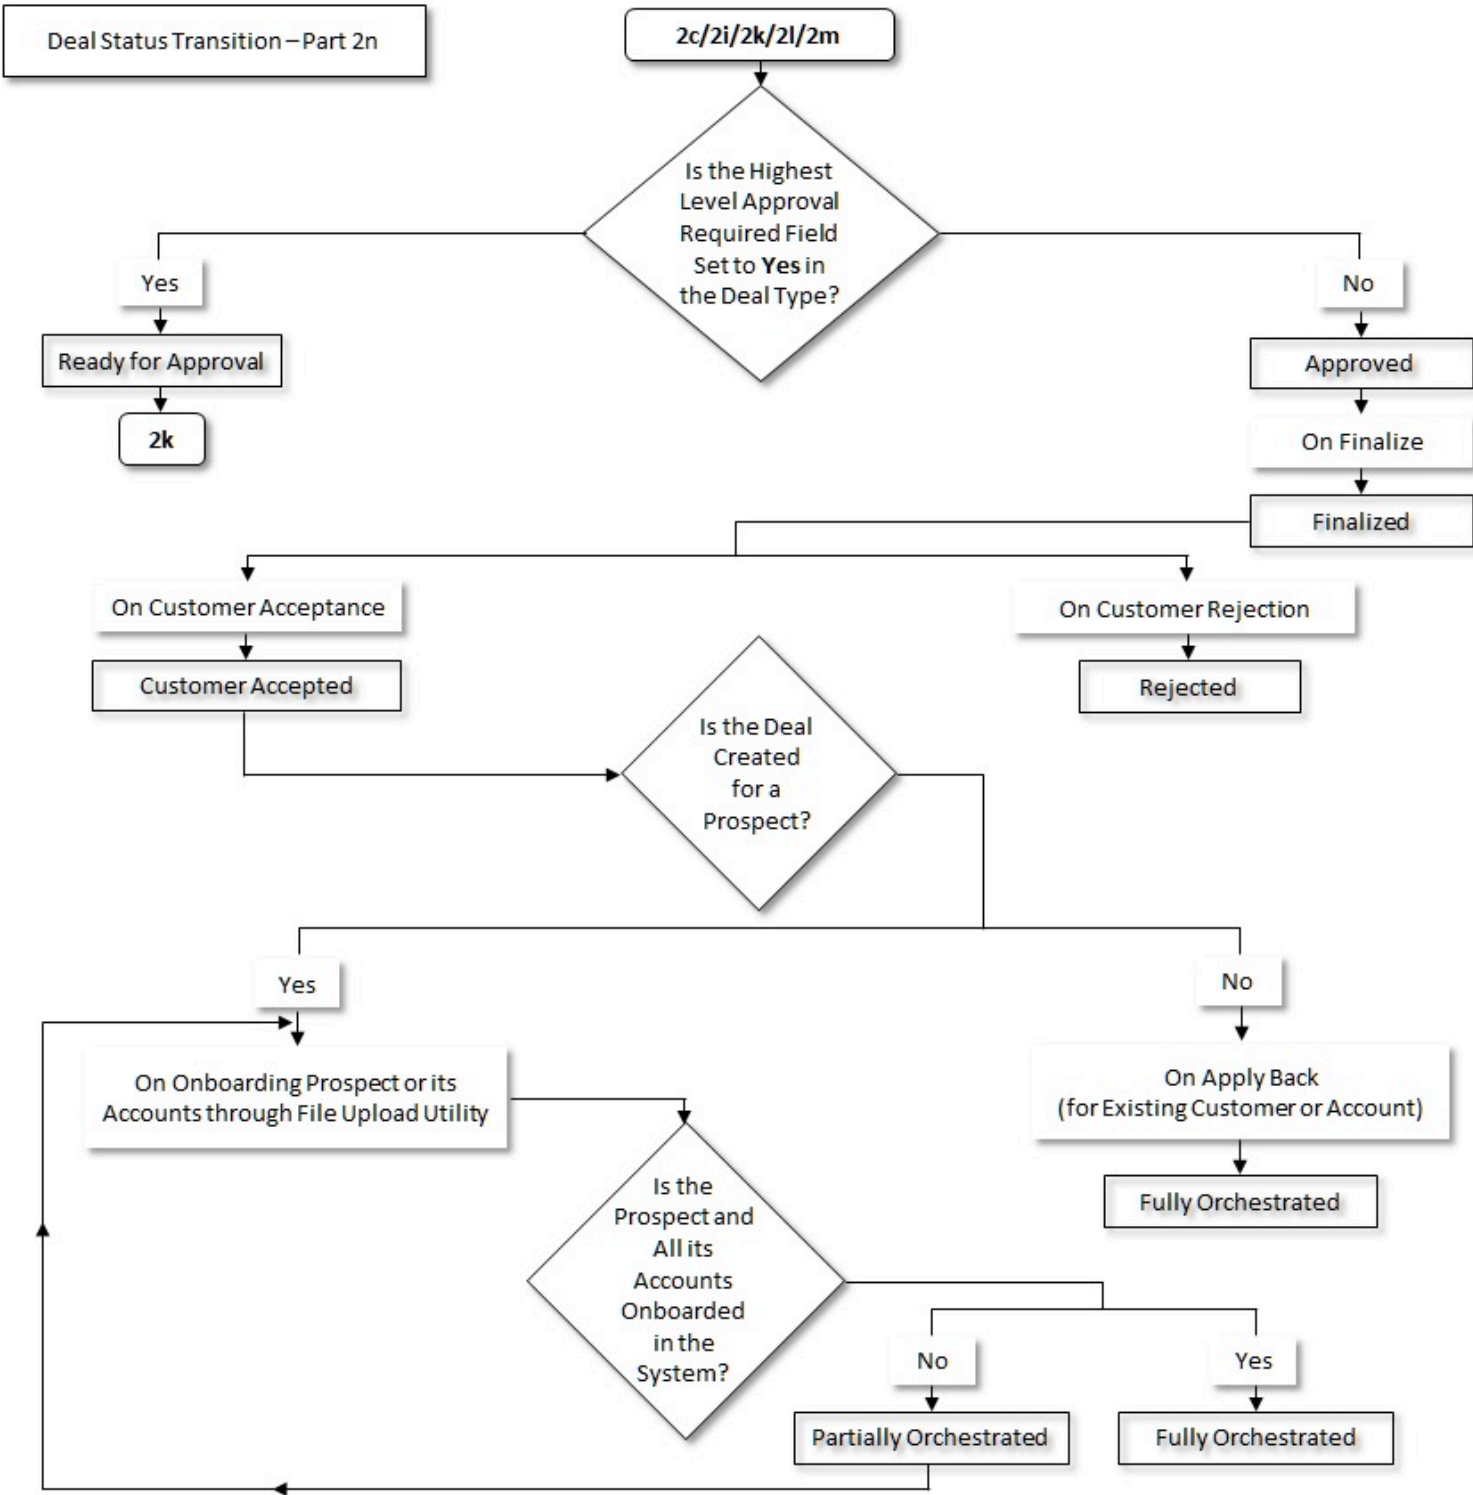 Deal Status Transition – Part 2n
2c/2i/2k/2l/2m
Is the Highest
Level Approval
Required Field
Set to Yes in
the Deal Type?
Yes
No
Ready for Approval
Approved
2k
On Finalize
Finalized
On Customer Acceptance
On Customer Rejection
Customer Accepted
Rejected
Is the Deal
Created
for a
Prospect?
Yes
No
On Onboarding Prospect or its
Accounts through File Upload Utility
On Apply Back
(for Existing Customer or Account)
Fully Orchestrated
Is the
Prospect and
All its
Accounts
Onboarded
in the
System?
No
Yes
Partially Orchestrated
Fully Orchestrated